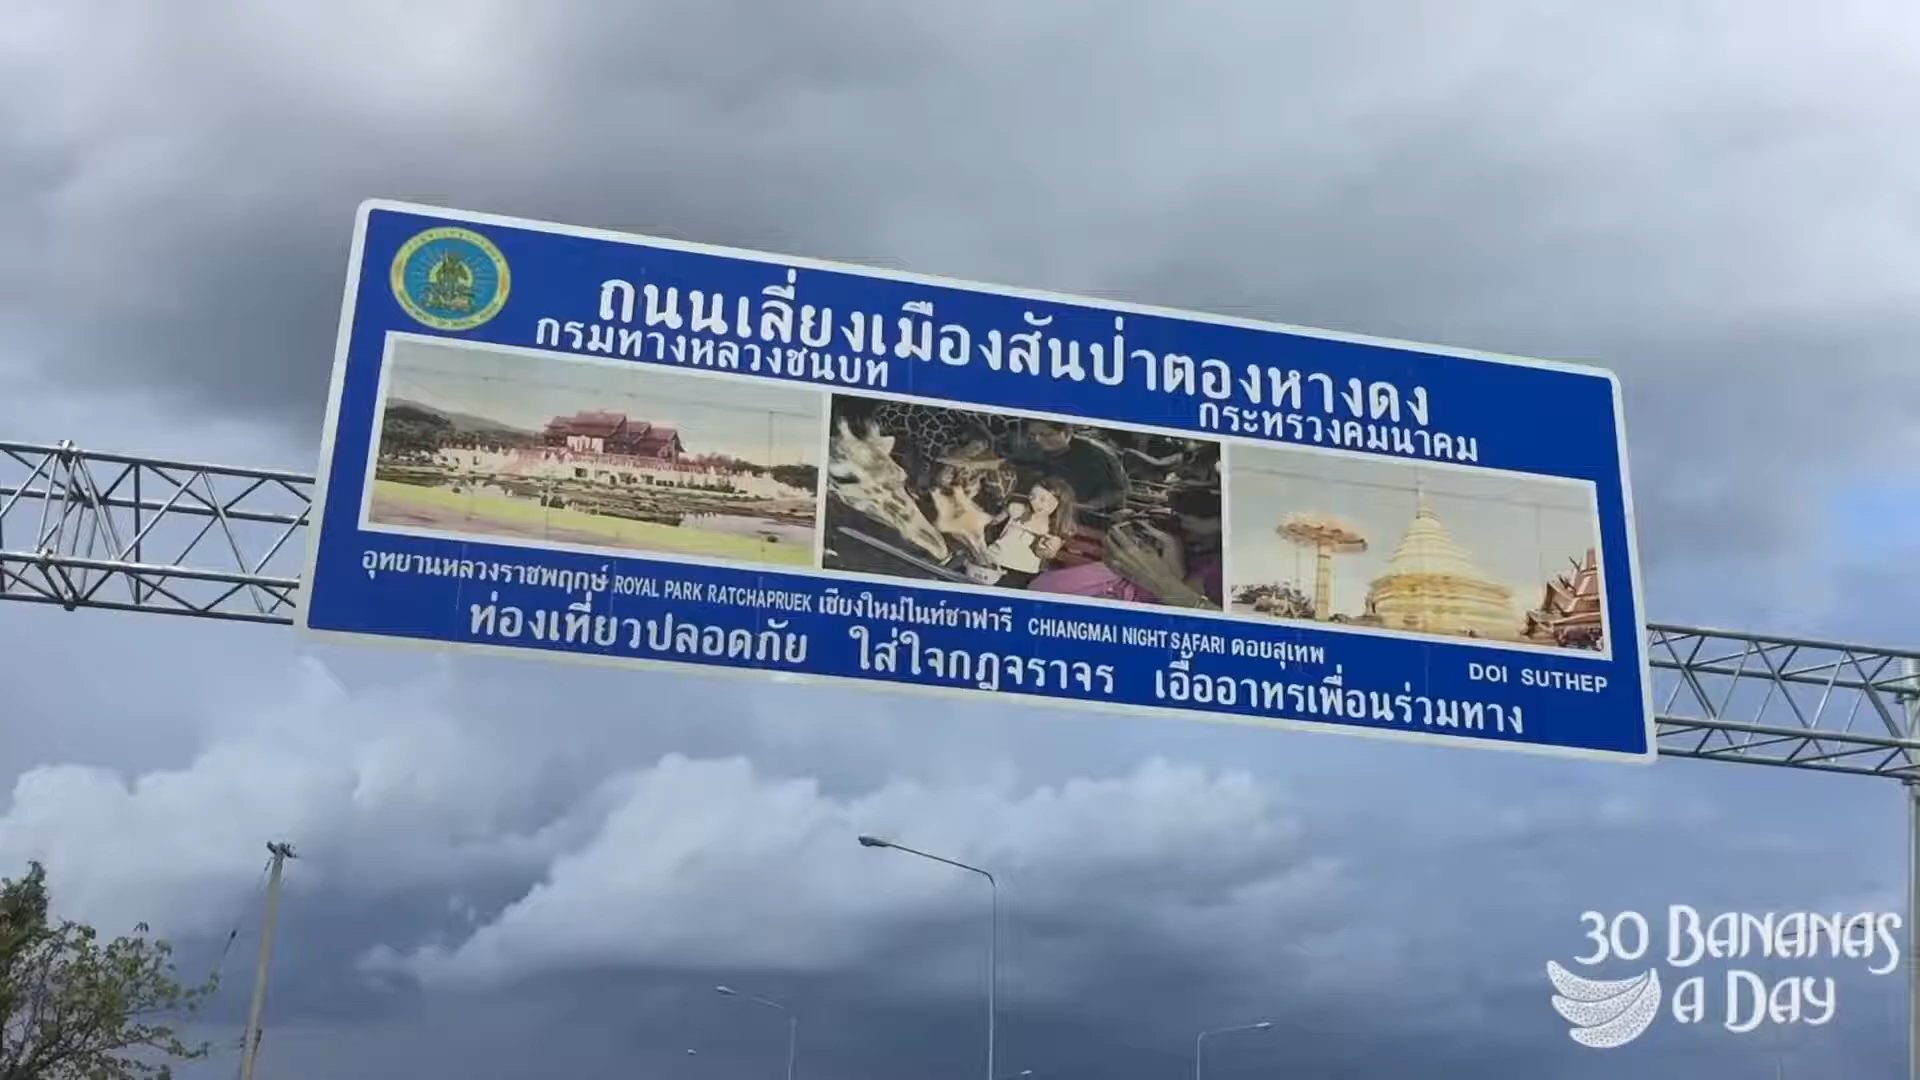 ถนนเลี่ยงเมืองสันป่าตองหางดง
กรมทางหลวงชนบท
กระทรวงคมนาคม
อุทยานหลวงราชพฤกษ์ ROYAL PARK RATCHAPRUEK เชียงใหม่ไนท์ซาฟารี CHIANGMAI NIGHT SAFARI ดอยสุเทพ DOI SUTHEP
ท่องเที่ยวปลอดภัย ใส่ใจกฎจราจร เอื้ออาทรเพื่อนร่วมทาง
30 BANANAS
A DAY